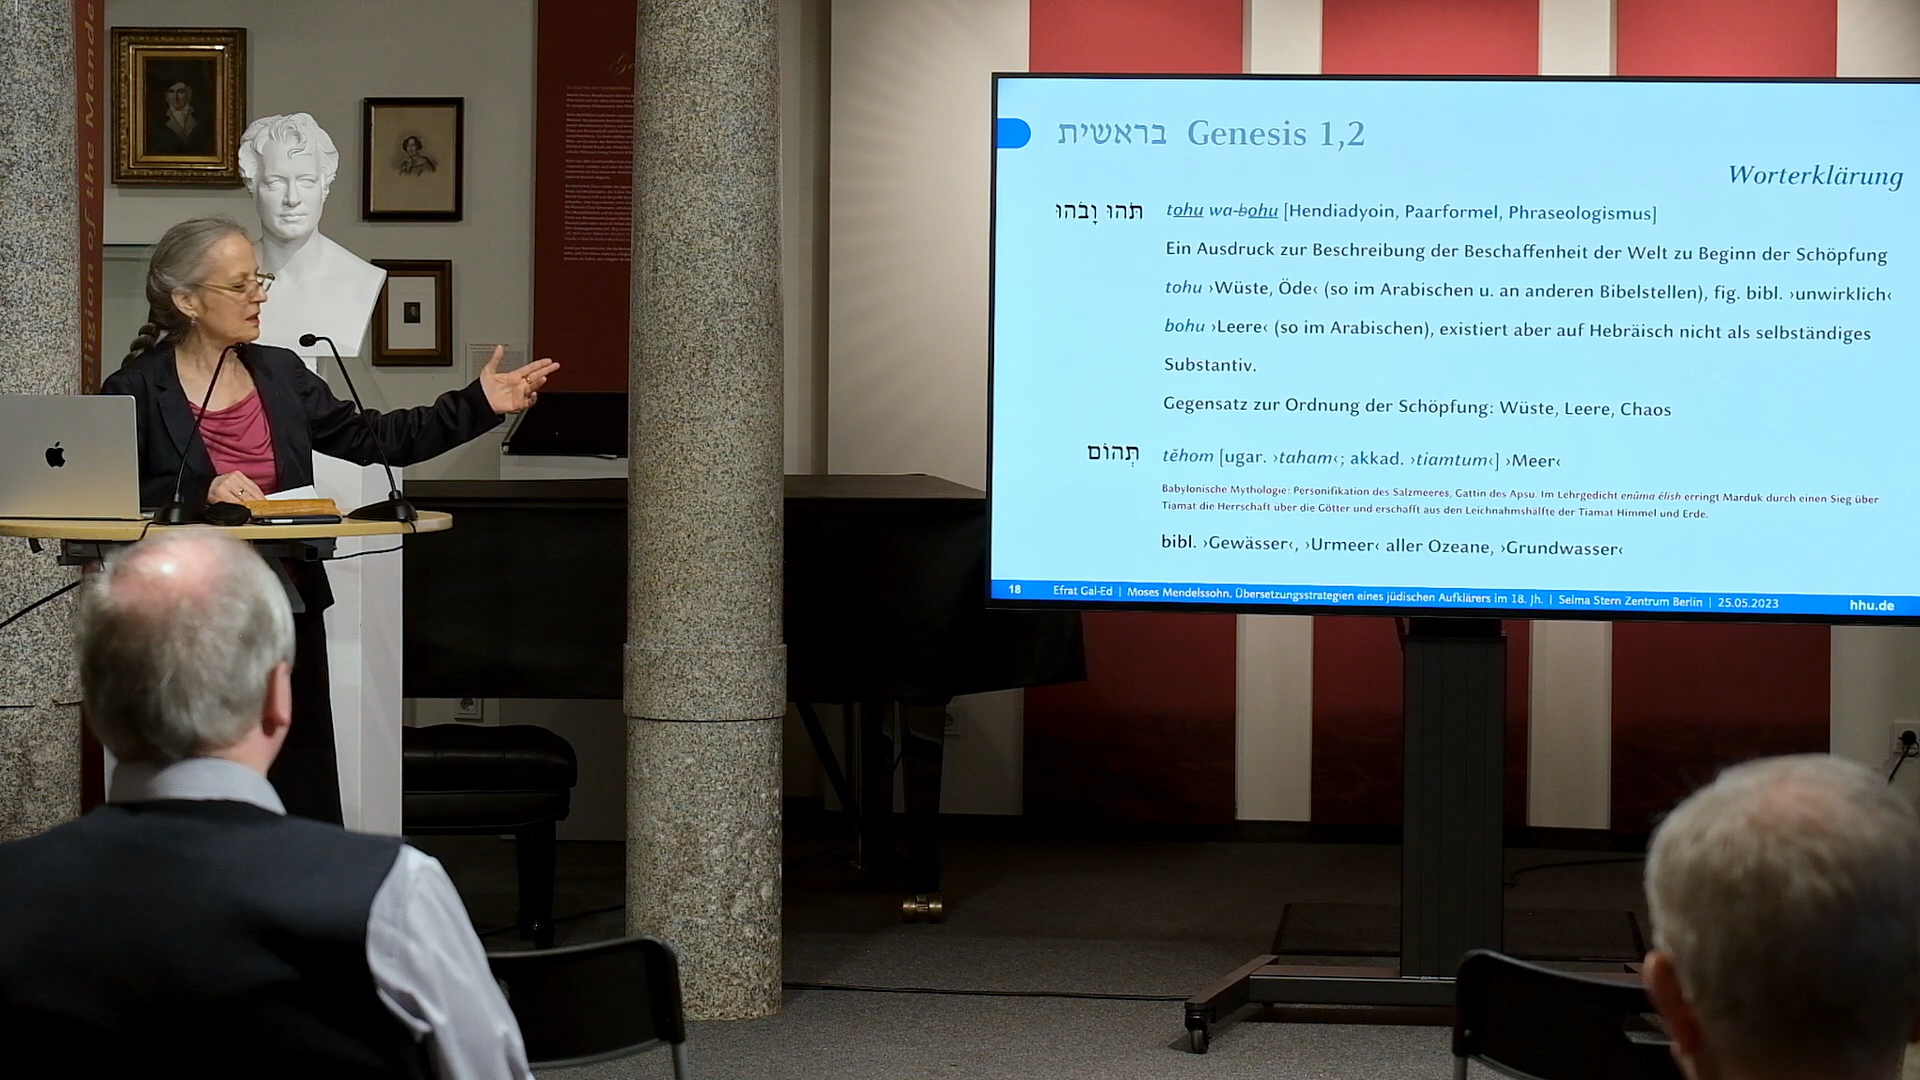 religion of the Mende
בראשית Genesis 1,2
Worterklärung
תֹהוּ וָבֹהוּ tohu wa-bohu [Hendiadyoin, Paarformel, Phraseologismus]
Ein Ausdruck zur Beschreibung der Beschaffenheit der Welt zu Beginn der Schöpfung
tohu ›Wüste, Öde‹ (so im Arabischen u. an anderen Bibelstellen), fig. bibl. ›unwirklich‹
bohu ›Leere‹ (so im Arabischen), existiert aber auf Hebräisch nicht als selbständiges
Substantiv.
Gegensatz zur Ordnung der Schöpfung: Wüste, Leere, Chaos
תְּהוֹם tĕhom [ugar. ›taham‹; akkad. ›tiamtum‹] ›Meer‹
Babylonische Mythologie: Personifikation des Salzmeeres, Gattin des Apsu. Im Lehrgedicht enūma ēlish erringt Marduk durch einen Sieg über
Tiamat die Herrschaft über die Götter und erschafft aus den Leichnamshälfte der Tiamat Himmel und Erde.
bibl. ›Gewässer‹, ›Urmeer‹ aller Ozeane, ›Grundwasser‹
18 Efrat Gal-Ed | Moses Mendelssohn. Übersetzungsstrategien eines jüdischen Aufklärers im 18. Jh. | Selma Stern Zentrum Berlin | 25.05.2023 hhu.de